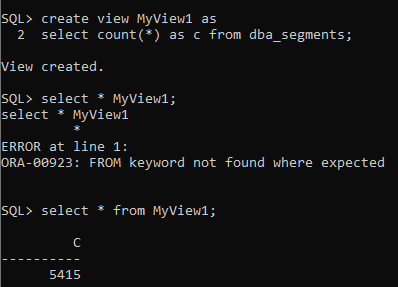 SQL> create view MyView1 as
  2  select count(*) as c from dba_segments;
View created.
SQL> select * MyView1;
select * MyView1
         *
ERROR at line 1:
ORA-00923: FROM keyword not found where expected
SQL> select * from MyView1;
         C
----------
      5415